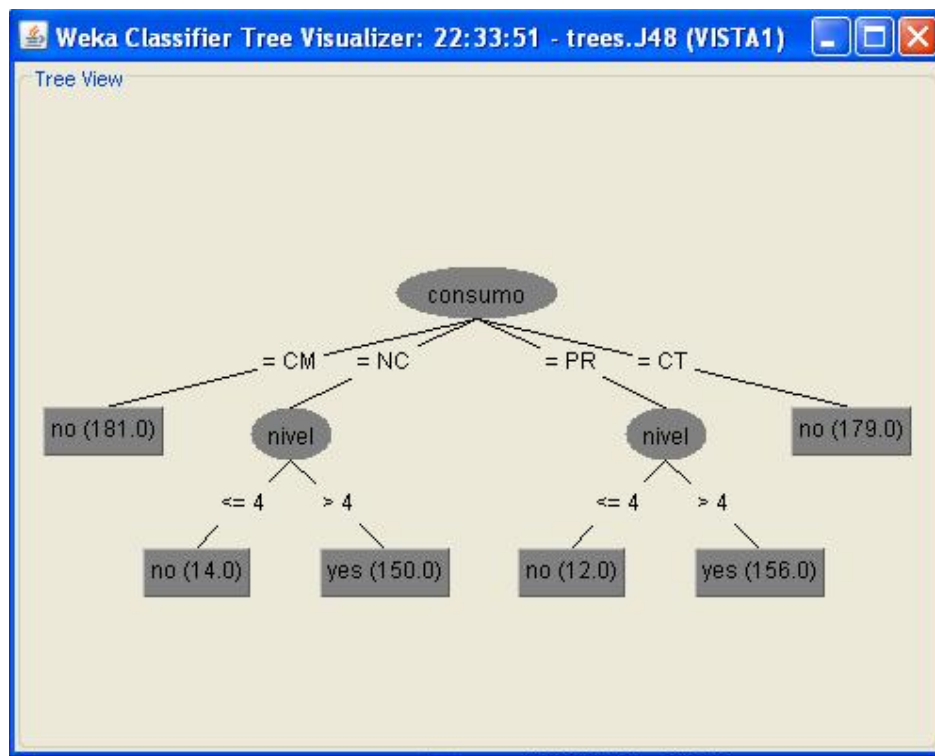 Weka Classifier Tree Visualizer: 22:33:51 - trees.J48 (VISTA1)
Tree View
consumo
= CM = NC = PR = CT
no (181.0) nivel nivel no (179.0)
<= 4 > 4 <= 4 > 4
no (14.0) yes (150.0) no (12.0) yes (156.0)